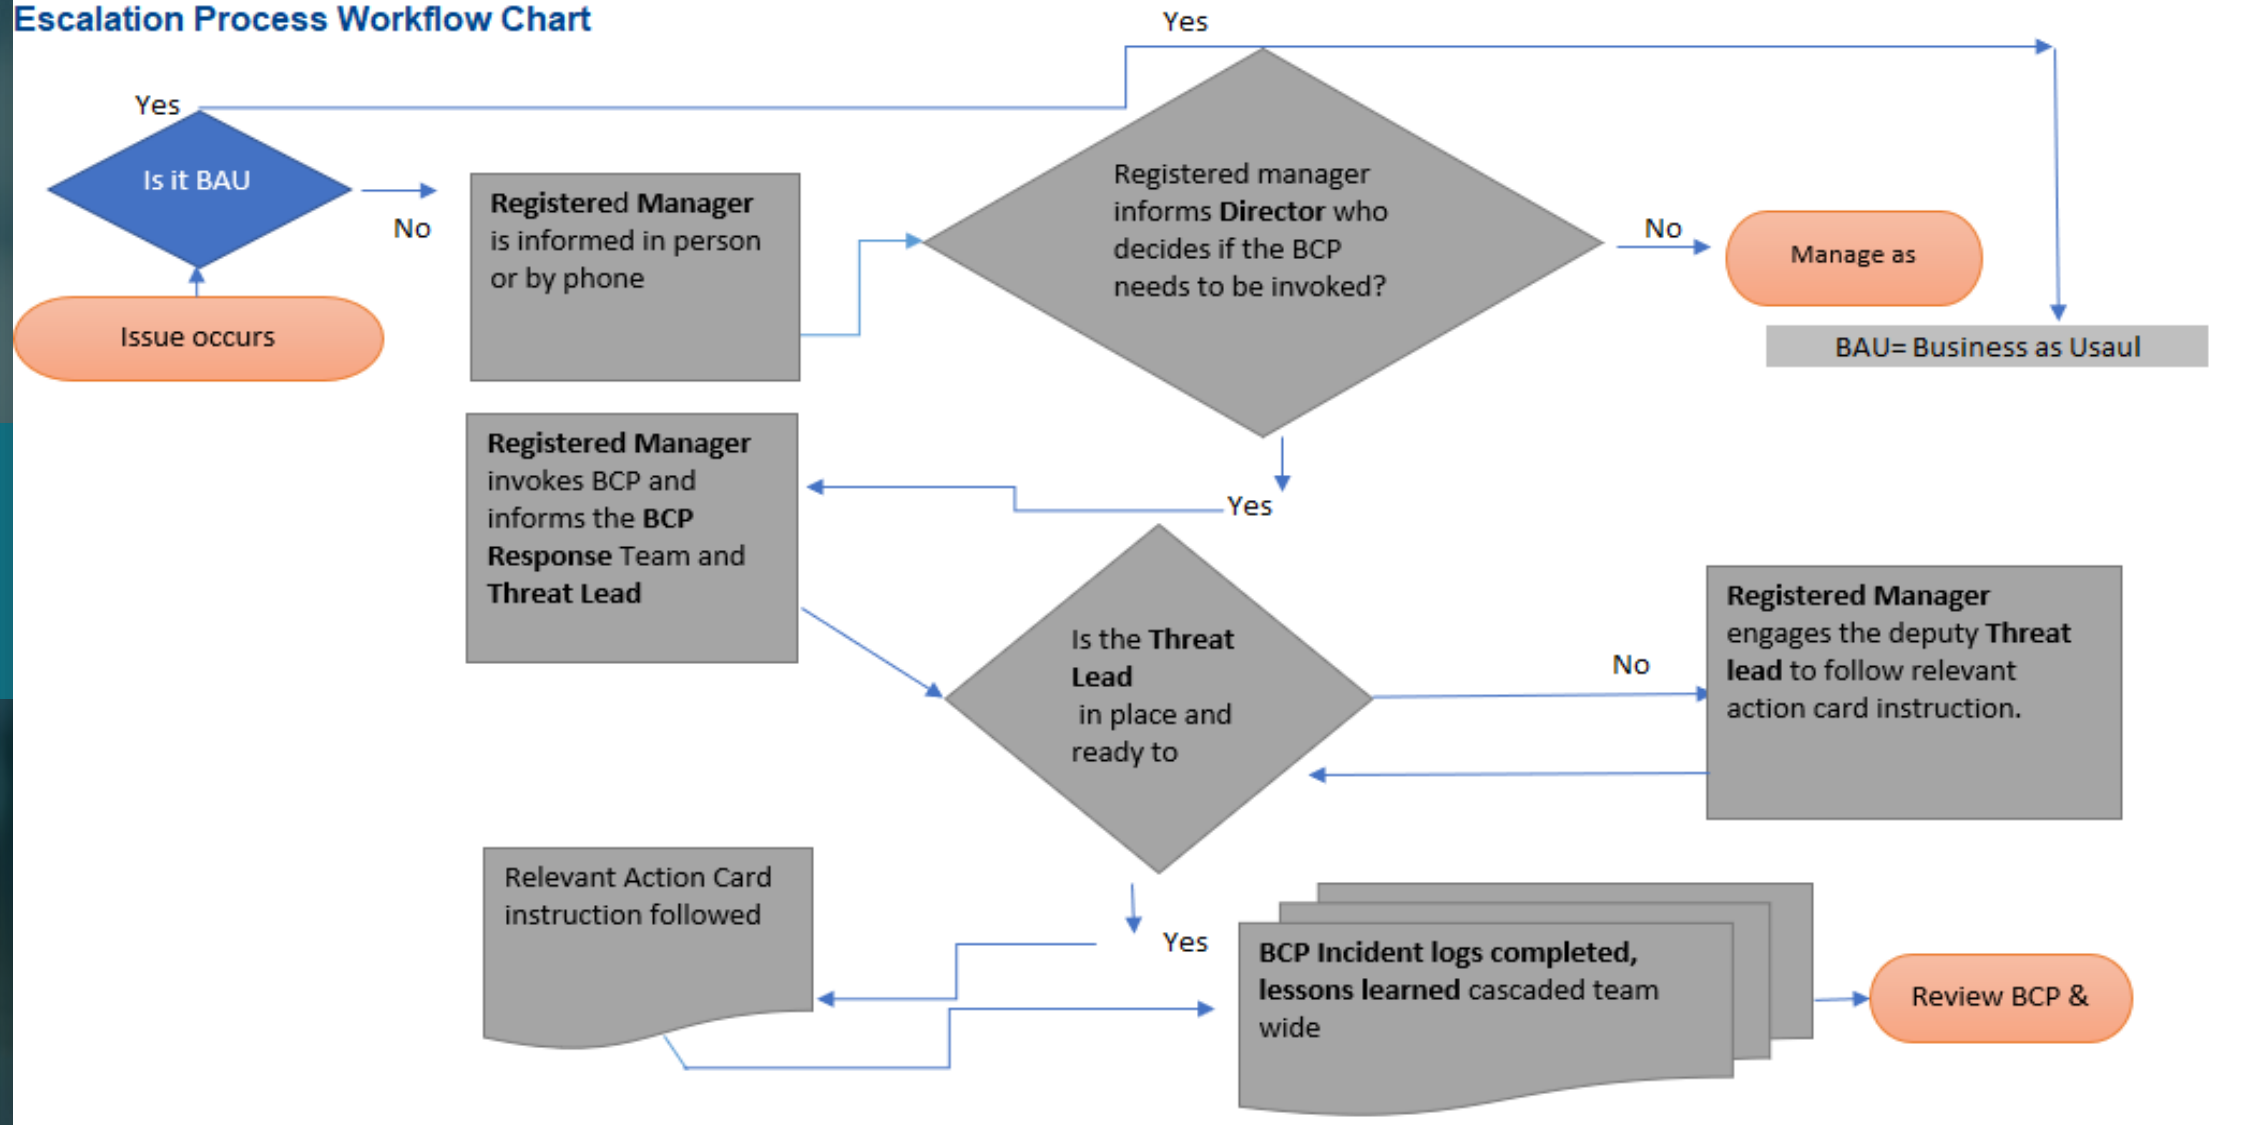 Escalation Process Workflow Chart
Yes
Yes
Is it BAU
No
Issue occurs
Registered Manager
is informed in person
or by phone
Registered manager
informs Director who
decides if the BCP
needs to be invoked?
No
Manage as
BAU= Business as Usaul
Registered Manager
invokes BCP and
informs the BCP
Response Team and
Threat Lead
Yes
Is the Threat
Lead
in place and
ready to
No
Registered Manager
engages the deputy Threat
lead to follow relevant
action card instruction.
Relevant Action Card
instruction followed
Yes
BCP Incident logs completed,
lessons learned cascaded team
wide
Review BCP &